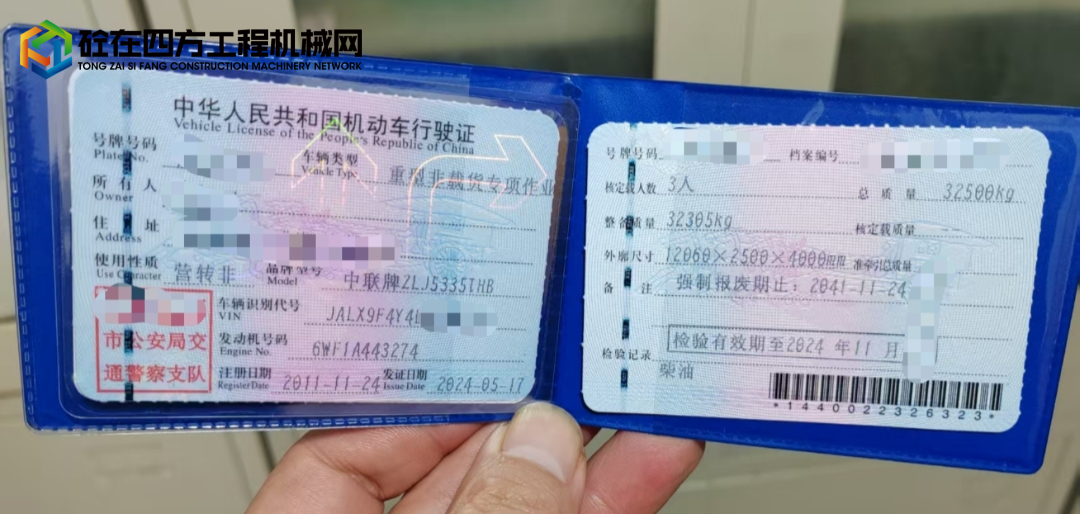 砼在四方工程机械网
TONG ZAI SI FANG CONSTRUCTION MACHINERY NETWORK
中华人民共和国机动车行驶证
Vehicle License of the People's Republic of China
号牌号码
Plate No.
车辆类型
Vehicle Type
重型非载货专项作业
所有人
Owner
住址
Address
使用性质
Use Character
营转非
品牌型号
Model
中联牌ZLJ5335THB
市公安局交
通警察支队
车辆识别代号
VIN
JALX9F4Y4
发动机号码
Engine No.
6WF1A443274
注册日期
Register Date
2011-11-24
发证日期
Issue Date
2024-05-17
号牌号码
档案编号
核定载人数 3人
总质量 32500Kg
整备质量 32305Kg
核定载质量
外廓尺寸 12060×2500×4000mm 准牵引总质量
备注 强制报废期止：2041-11-24
检验有效期至2024年11月
检验记录
柴油
*1440022326323*